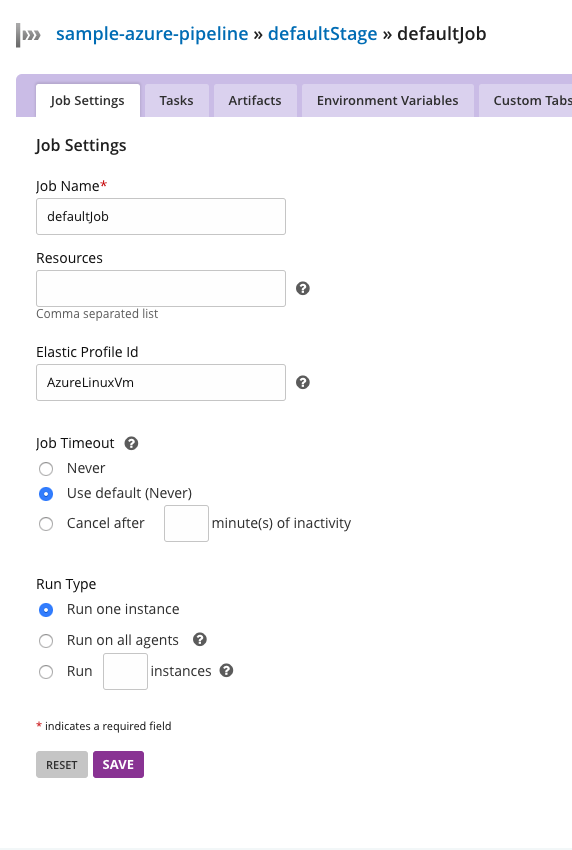 sample-azure-pipeline » defaultStage » defaultJob
Job Settings Tasks Artifacts Environment Variables Custom Tabs
Job Settings
Job Name*
defaultJob
Resources
Comma separated list
Elastic Profile Id
AzureLinuxVm
Job Timeout
Never
Use default (Never)
Cancel after minute(s) of inactivity
Run Type
Run one instance
Run on all agents
Run instances
* indicates a required field
RESET SAVE